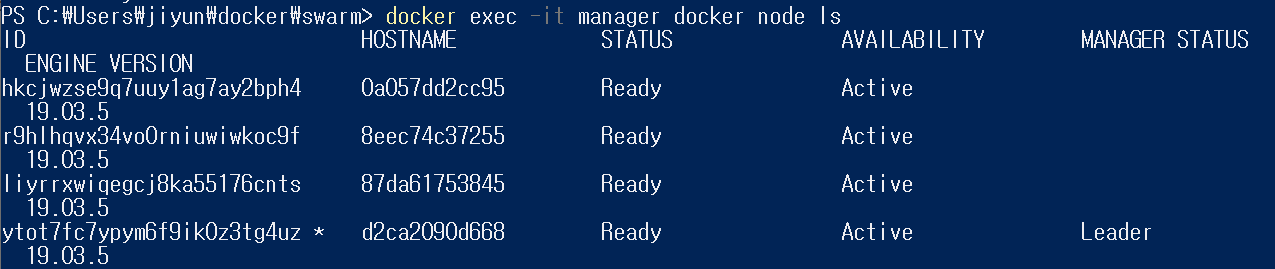 PS C:₩Users₩jiyun₩docker₩swarm> docker exec -it manager docker node ls
ID HOSTNAME STATUS AVAILABILITY MANAGER STATUS
ENGINE VERSION
hkcjwzse9q7uuy1ag7ay2bph4 0a057dd2cc95 Ready Active
19.03.5
r9hlhqvx34vo0rniuwiwkoc9f 8eec74c37255 Ready Active
19.03.5
liyrrxwiqegcj8ka55176cnts 87da61753845 Ready Active
19.03.5
ytot7fc7ypym6f9ik0z3tg4uz * d2ca2090d668 Ready Active Leader
19.03.5